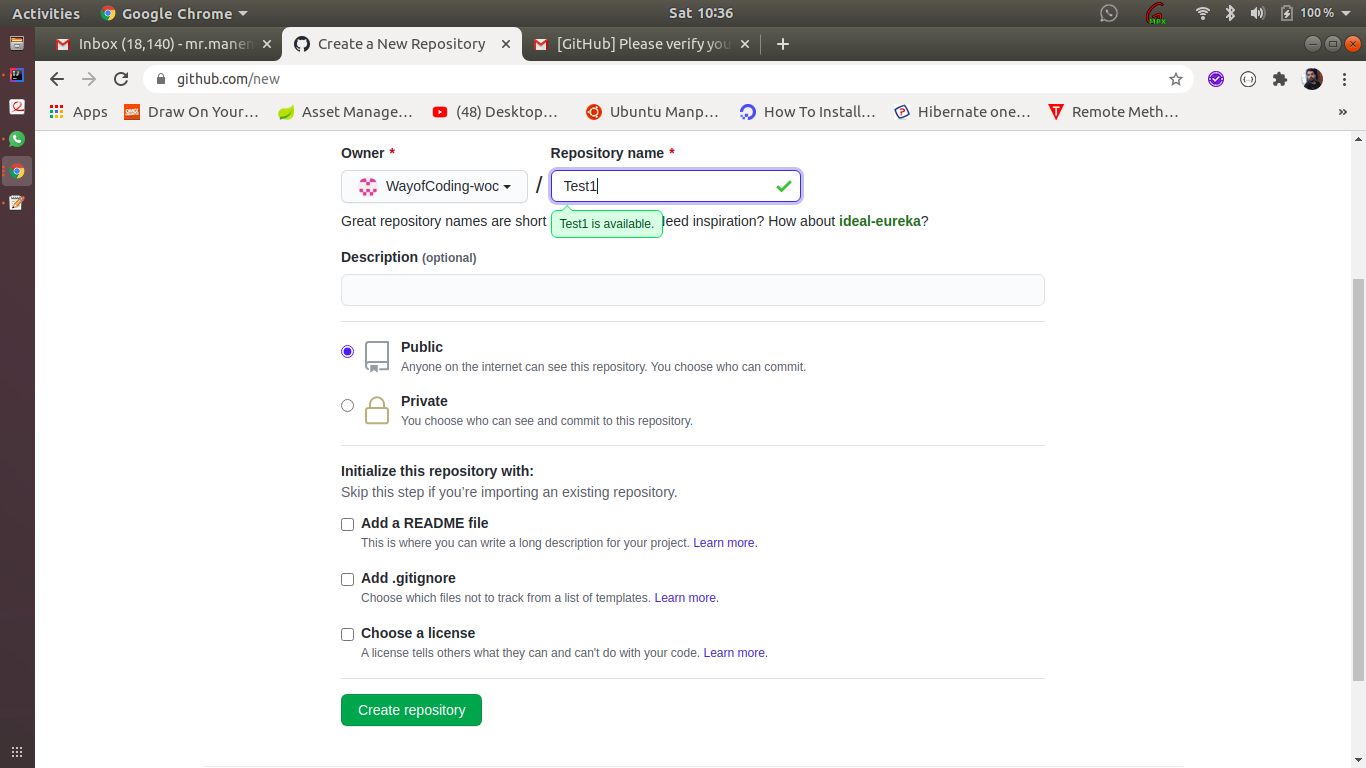 Activities Google Chrome Sat 10:36 100 %
Inbox (18,140) - mr.manen Create a New Repository [GitHub] Please verify you
github.com/new
Apps Draw On Your… Asset Manage… (48) Desktop… Ubuntu Manp… How To Install… Hibernate one… Remote Meth… »
Owner * Repository name *
WayofCoding-woc / Test1
Great repository names are short eed inspiration? How about ideal-eureka?
Test1 is available.
Description (optional)
Public
Anyone on the internet can see this repository. You choose who can commit.
Private
You choose who can see and commit to this repository.
Initialize this repository with:
Skip this step if you’re importing an existing repository.
Add a README file
This is where you can write a long description for your project. Learn more.
Add .gitignore
Choose which files not to track from a list of templates. Learn more.
Choose a license
A license tells others what they can and can't do with your code. Learn more.
Create repository